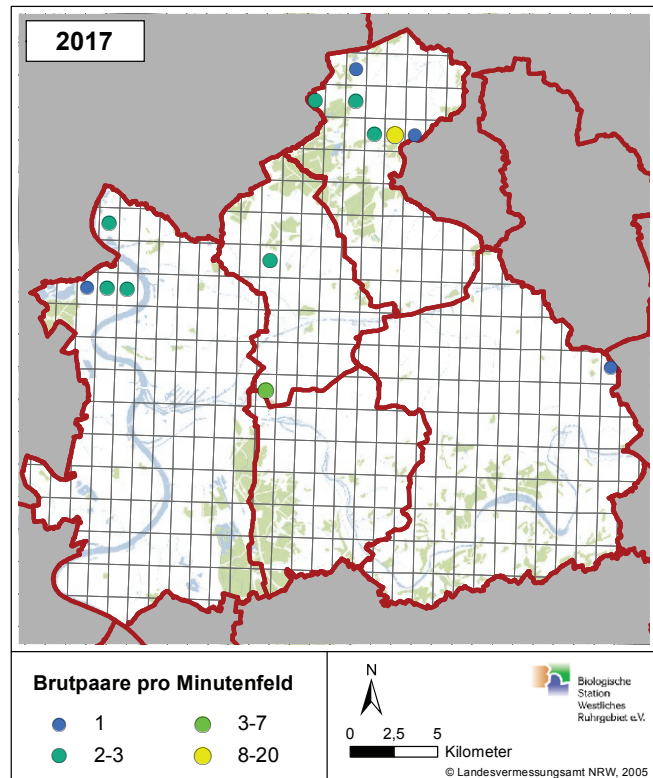 2017
Brutpaare pro Minutenfeld
1
2-3
3-7
8-20
N
0 2,5 5
Kilometer
Biologische
Station
Westliches
Ruhrgebiet e.V.
© Landesvermessungsamt NRW, 2005